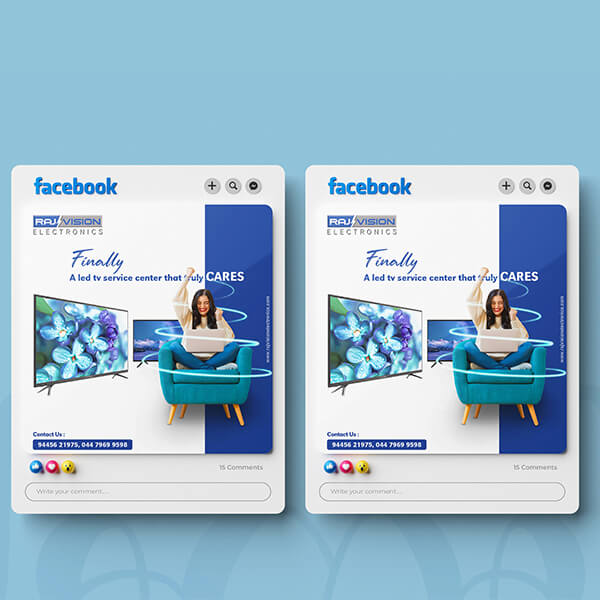 facebook
RAJ VISION
ELECTRONICS
Finally
A led tv service center that truly CARES
Contact Us :
94456 21975, 044 7969 9598
15 Comments
Write your comment....
facebook
RAJ VISION
ELECTRONICS
Finally
A led tv service center that truly CARES
Contact Us :
94456 21975, 044 7969 9598
15 Comments
Write your comment....